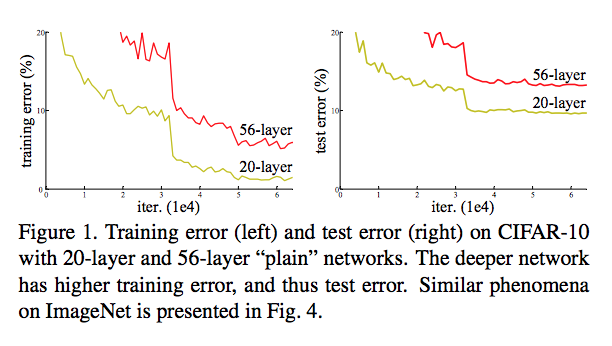 20
10
0
0 1 2 3 4 5 6
training error (%)
iter. (1e4)
56-layer
20-layer
20
10
0
0 1 2 3 4 5 6
test error (%)
iter. (1e4)
56-layer
20-layer
Figure 1. Training error (left) and test error (right) on CIFAR-10
with 20-layer and 56-layer “plain” networks. The deeper network
has higher training error, and thus test error. Similar phenomena
on ImageNet is presented in Fig. 4.